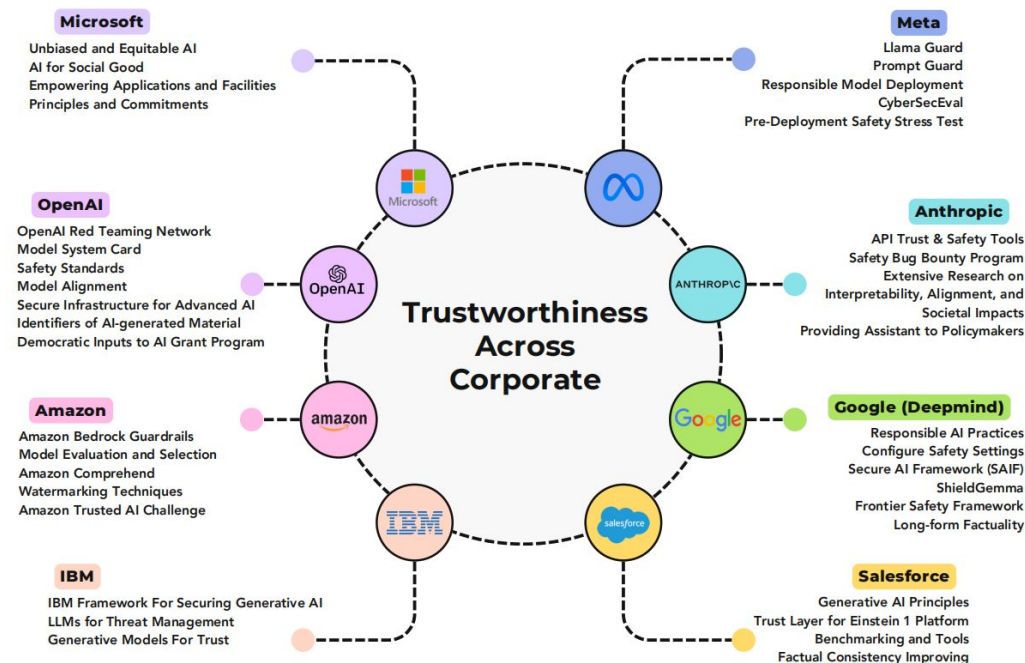 Microsoft
Unbiased and Equitable AI
AI for Social Good
Empowering Applications and Facilities
Principles and Commitments
Meta
Llama Guard
Prompt Guard
Responsible Model Deployment
CyberSecEval
Pre-Deployment Safety Stress Test
Microsoft
OpenAI
OpenAI Red Teaming Network
Model System Card
Safety Standards
Model Alignment
Secure Infrastructure for Advanced AI
Identifiers of AI-generated Material
Democratic Inputs to AI Grant Program
OpenAI
Anthropic
API Trust & Safety Tools
Safety Bug Bounty Program
Extensive Research on
Interpretability, Alignment, and
Societal Impacts
Providing Assistant to Policymakers
ANTHROP\C
Trustworthiness
Across
Corporate
Amazon
Amazon Bedrock Guardrails
Model Evaluation and Selection
Amazon Comprehend
Watermarking Techniques
Amazon Trusted AI Challenge
amazon
Google (Deepmind)
Responsible AI Practices
Configure Safety Settings
Secure AI Framework (SAIF)
ShieldGemma
Frontier Safety Framework
Long-form Factuality
Google
IBM
salesforce
IBM
IBM Framework For Securing Generative AI
LLMs for Threat Management
Generative Models For Trust
Salesforce
Generative AI Principles
Trust Layer for Einstein 1 Platform
Benchmarking and Tools
Factual Consistency Improving